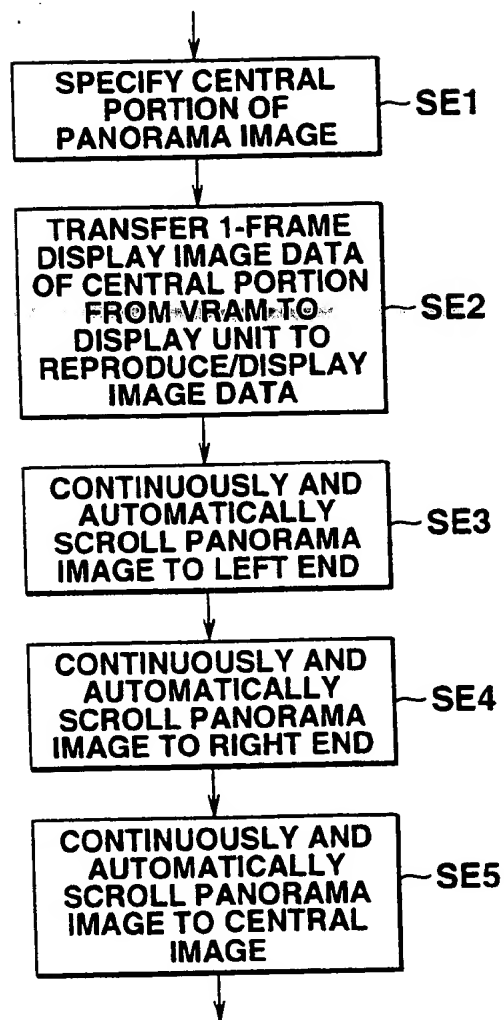 SPECIFY CENTRAL
PORTION OF
PANORAMA IMAGE
SE1
TRANSFER 1-FRAME
DISPLAY IMAGE DATA
OF CENTRAL PORTION
FROM VRAM TO
DISPLAY UNIT TO
REPRODUCE/DISPLAY
IMAGE DATA
SE2
CONTINUOUSLY AND
AUTOMATICALLY
SCROLL PANORAMA
IMAGE TO LEFT END
SE3
CONTINUOUSLY AND
AUTOMATICALLY
SCROLL PANORAMA
IMAGE TO RIGHT END
SE4
CONTINUOUSLY AND
AUTOMATICALLY
SCROLL PANORAMA
IMAGE TO CENTRAL
IMAGE
SE5